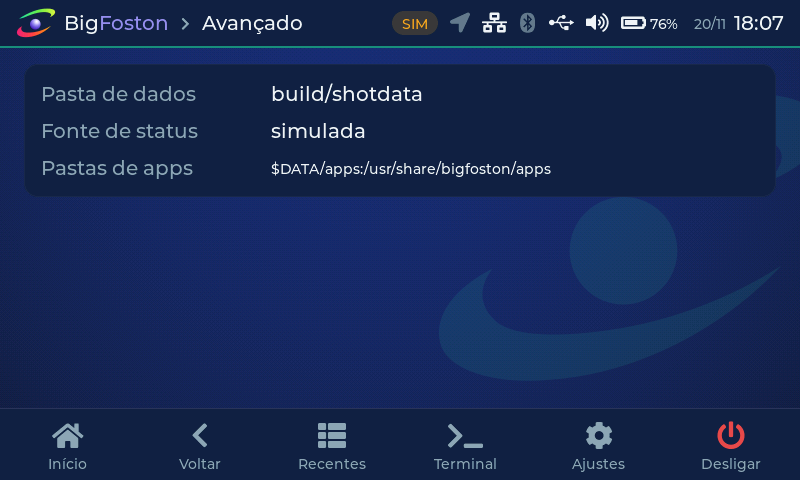 BigFoston > Avançado SIM 76% 20/11 18:07
Pasta de dados build/shotdata
Fonte de status simulada
Pastas de apps $DATA/apps:/usr/share/bigfoston/apps
Início Voltar Recentes Terminal Ajustes Desligar